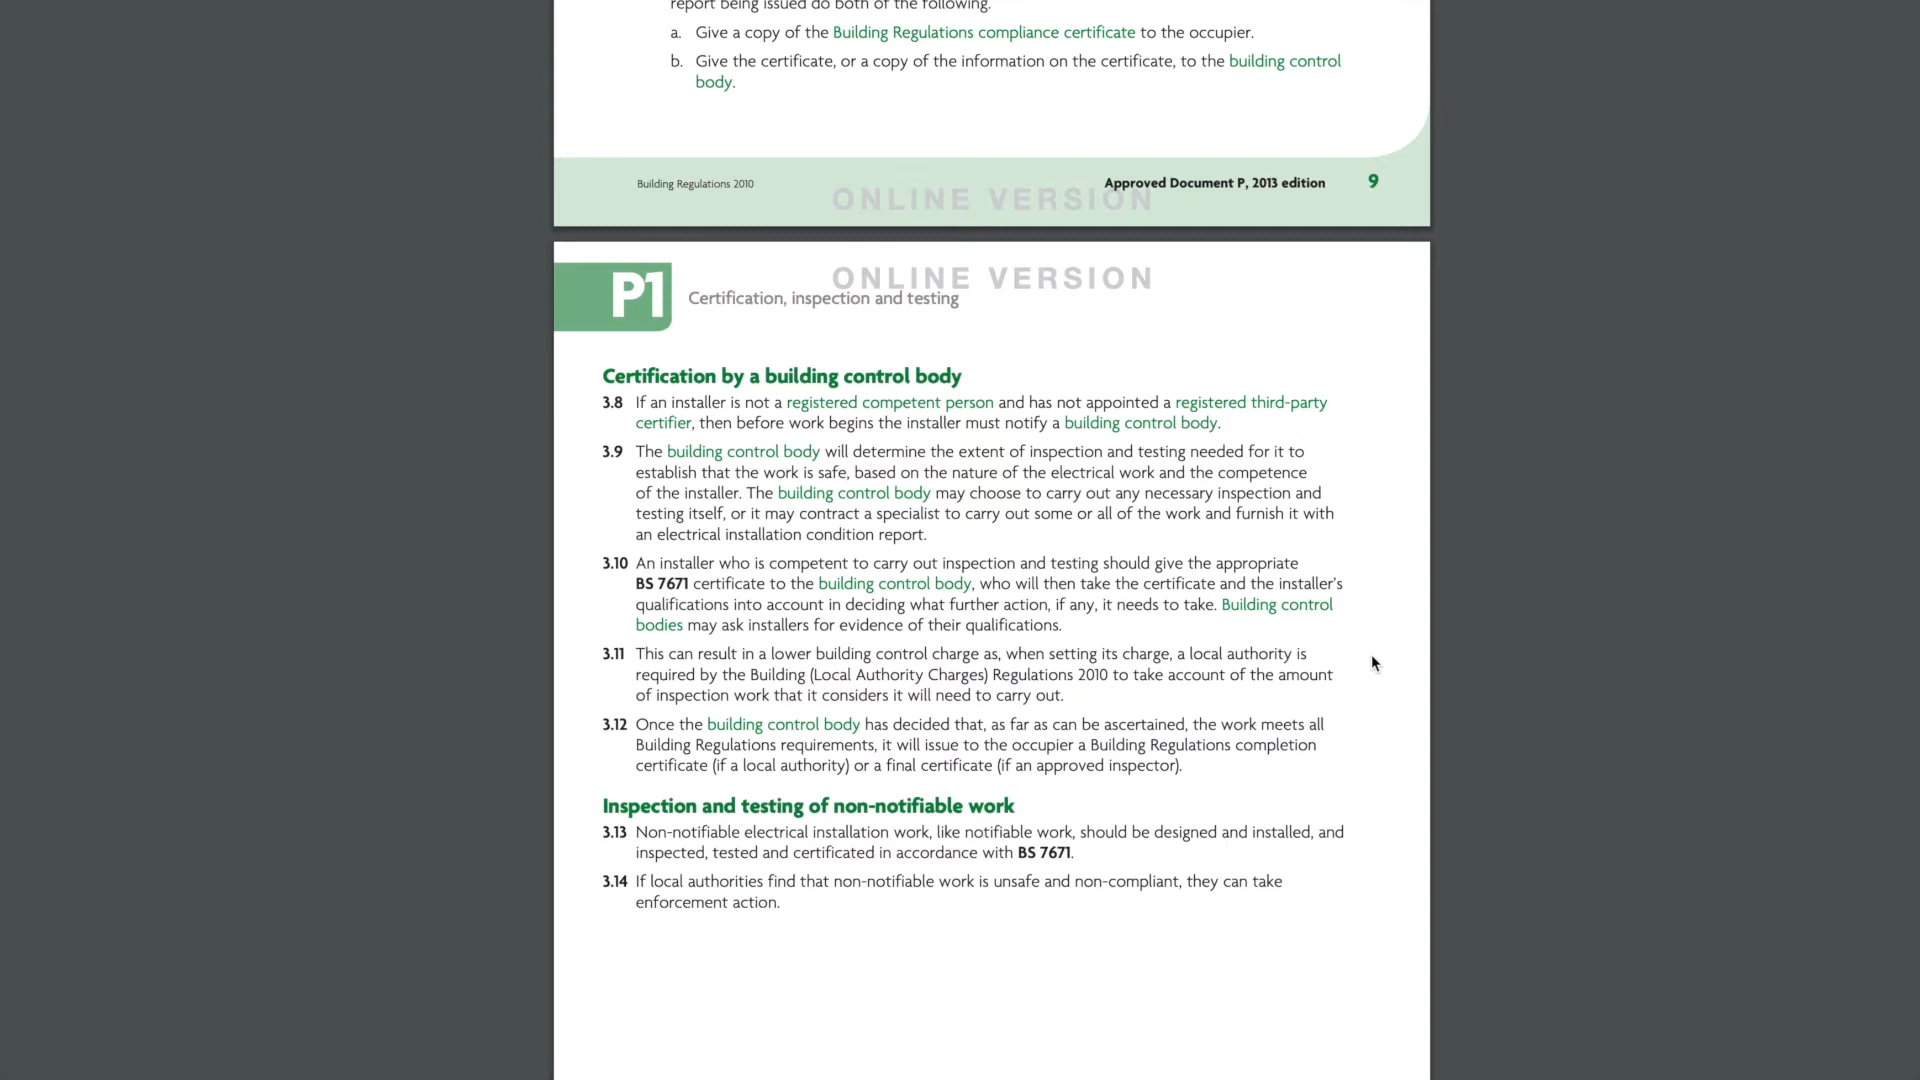 report being issued do both of the following.
a. Give a copy of the Building Regulations compliance certificate to the occupier.
b. Give the certificate, or a copy of the information on the certificate, to the building control
body.
Building Regulations 2010
Approved Document P, 2013 edition 9
ONLINE VERSION
ONLINE VERSION
P1 Certification, inspection and testing
Certification by a building control body
3.8 If an installer is not a registered competent person and has not appointed a registered third-party
certifier, then before work begins the installer must notify a building control body.
3.9 The building control body will determine the extent of inspection and testing needed for it to
establish that the work is safe, based on the nature of the electrical work and the competence
of the installer. The building control body may choose to carry out any necessary inspection and
testing itself, or it may contract a specialist to carry out some or all of the work and furnish it with
an electrical installation condition report.
3.10 An installer who is competent to carry out inspection and testing should give the appropriate
BS 7671 certificate to the building control body, who will then take the certificate and the installer's
qualifications into account in deciding what further action, if any, it needs to take. Building control
bodies may ask installers for evidence of their qualifications.
3.11 This can result in a lower building control charge as, when setting its charge, a local authority is
required by the Building (Local Authority Charges) Regulations 2010 to take account of the amount
of inspection work that it considers it will need to carry out.
3.12 Once the building control body has decided that, as far as can be ascertained, the work meets all
Building Regulations requirements, it will issue to the occupier a Building Regulations completion
certificate (if a local authority) or a final certificate (if an approved inspector).
Inspection and testing of non-notifiable work
3.13 Non-notifiable electrical installation work, like notifiable work, should be designed and installed, and
inspected, tested and certificated in accordance with BS 7671.
3.14 If local authorities find that non-notifiable work is unsafe and non-compliant, they can take
enforcement action.